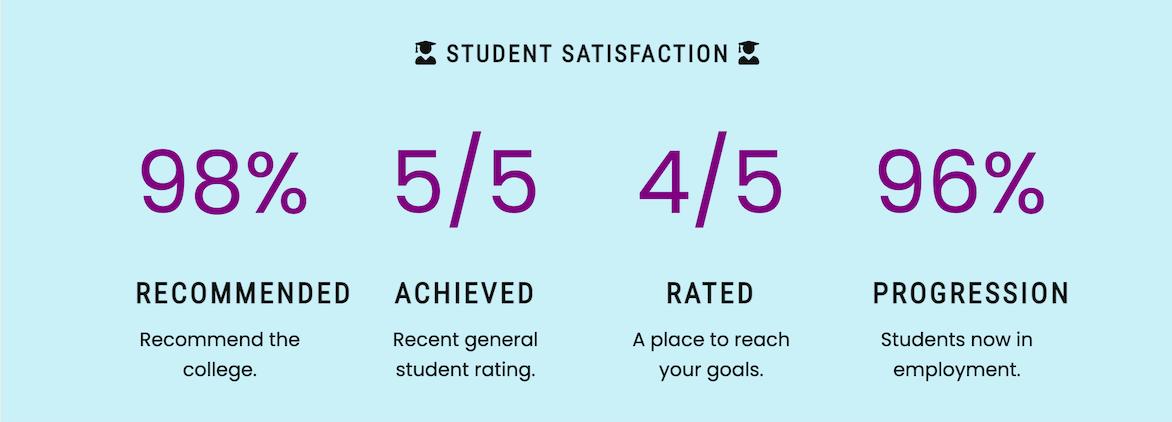 STUDENT SATISFACTION
98% 5/5 4/5 96%
RECOMMENDED ACHIEVED RATED PROGRESSION
Recommend the Recent general A place to reach Students now in
college. student rating. your goals. employment.